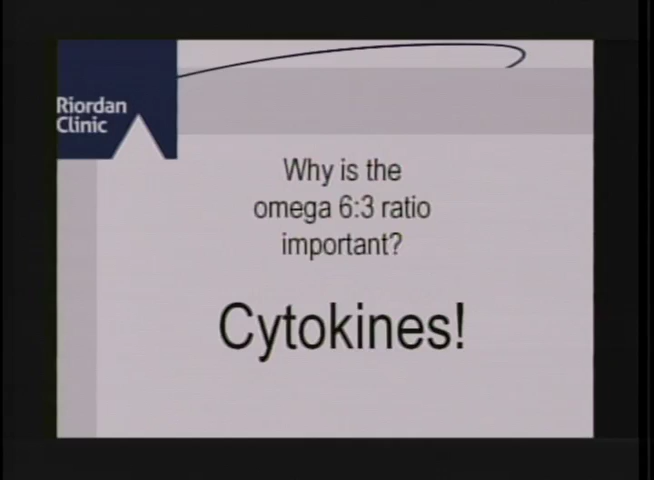 Riordan
Clinic
Why is the
omega 6:3 ratio
important?
Cytokines!